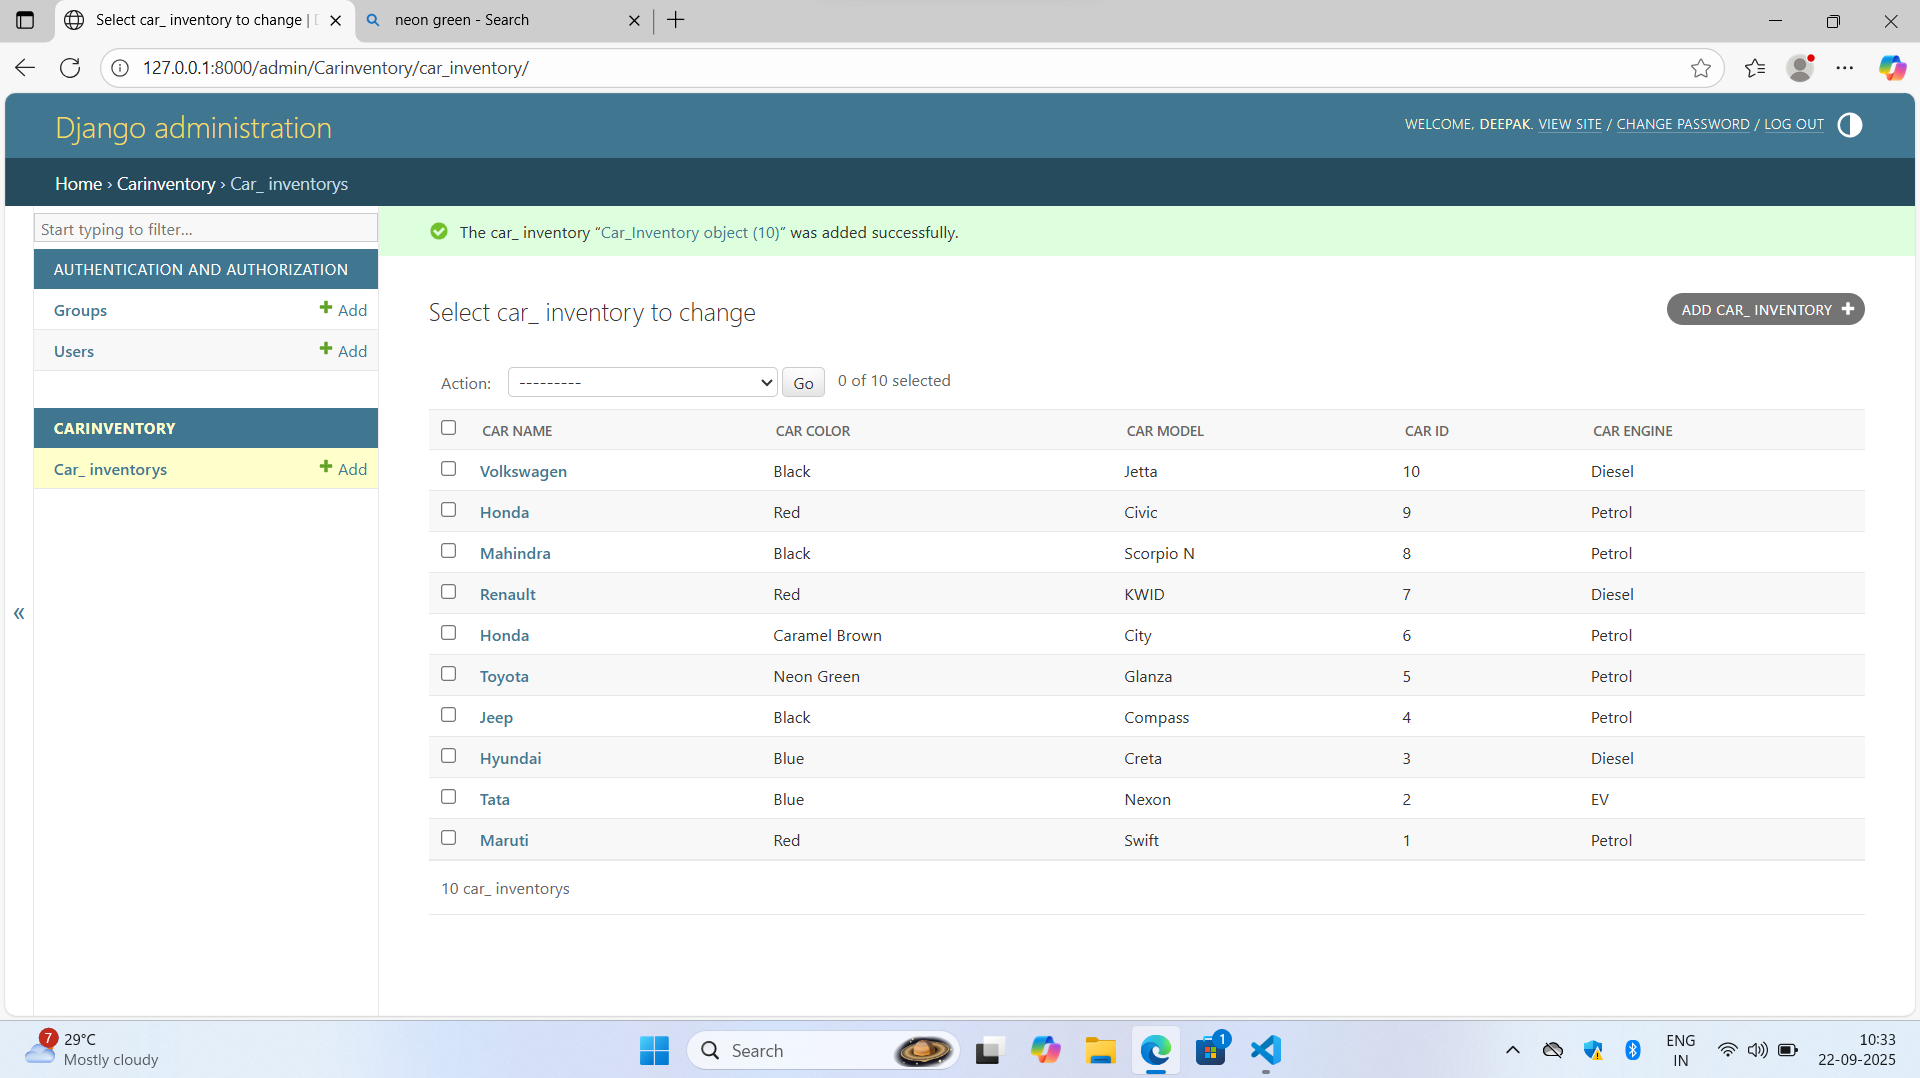 Select car_ inventory to change |
neon green - Search
127.0.0.1:8000/admin/Carinventory/car_inventory/
Django administration
WELCOME, DEEPAK. VIEW SITE / CHANGE PASSWORD / LOG OUT
Home › Carinventory › Car_ inventorys
Start typing to filter...
The car_ inventory “Car_Inventory object (10)” was added successfully.
AUTHENTICATION AND AUTHORIZATION
Groups Add
Users Add
CARINVENTORY
Car_ inventorys Add
«
Select car_ inventory to change
ADD CAR_ INVENTORY +
Action: --------- Go 0 of 10 selected
CAR NAME CAR COLOR CAR MODEL CAR ID CAR ENGINE
Volkswagen Black Jetta 10 Diesel
Honda Red Civic 9 Petrol
Mahindra Black Scorpio N 8 Petrol
Renault Red KWID 7 Diesel
Honda Caramel Brown City 6 Petrol
Toyota Neon Green Glanza 5 Petrol
Jeep Black Compass 4 Petrol
Hyundai Blue Creta 3 Diesel
Tata Blue Nexon 2 EV
Maruti Red Swift 1 Petrol
10 car_ inventorys
7
29°C
Mostly cloudy
Search
1
ENG
IN
10:33
22-09-2025